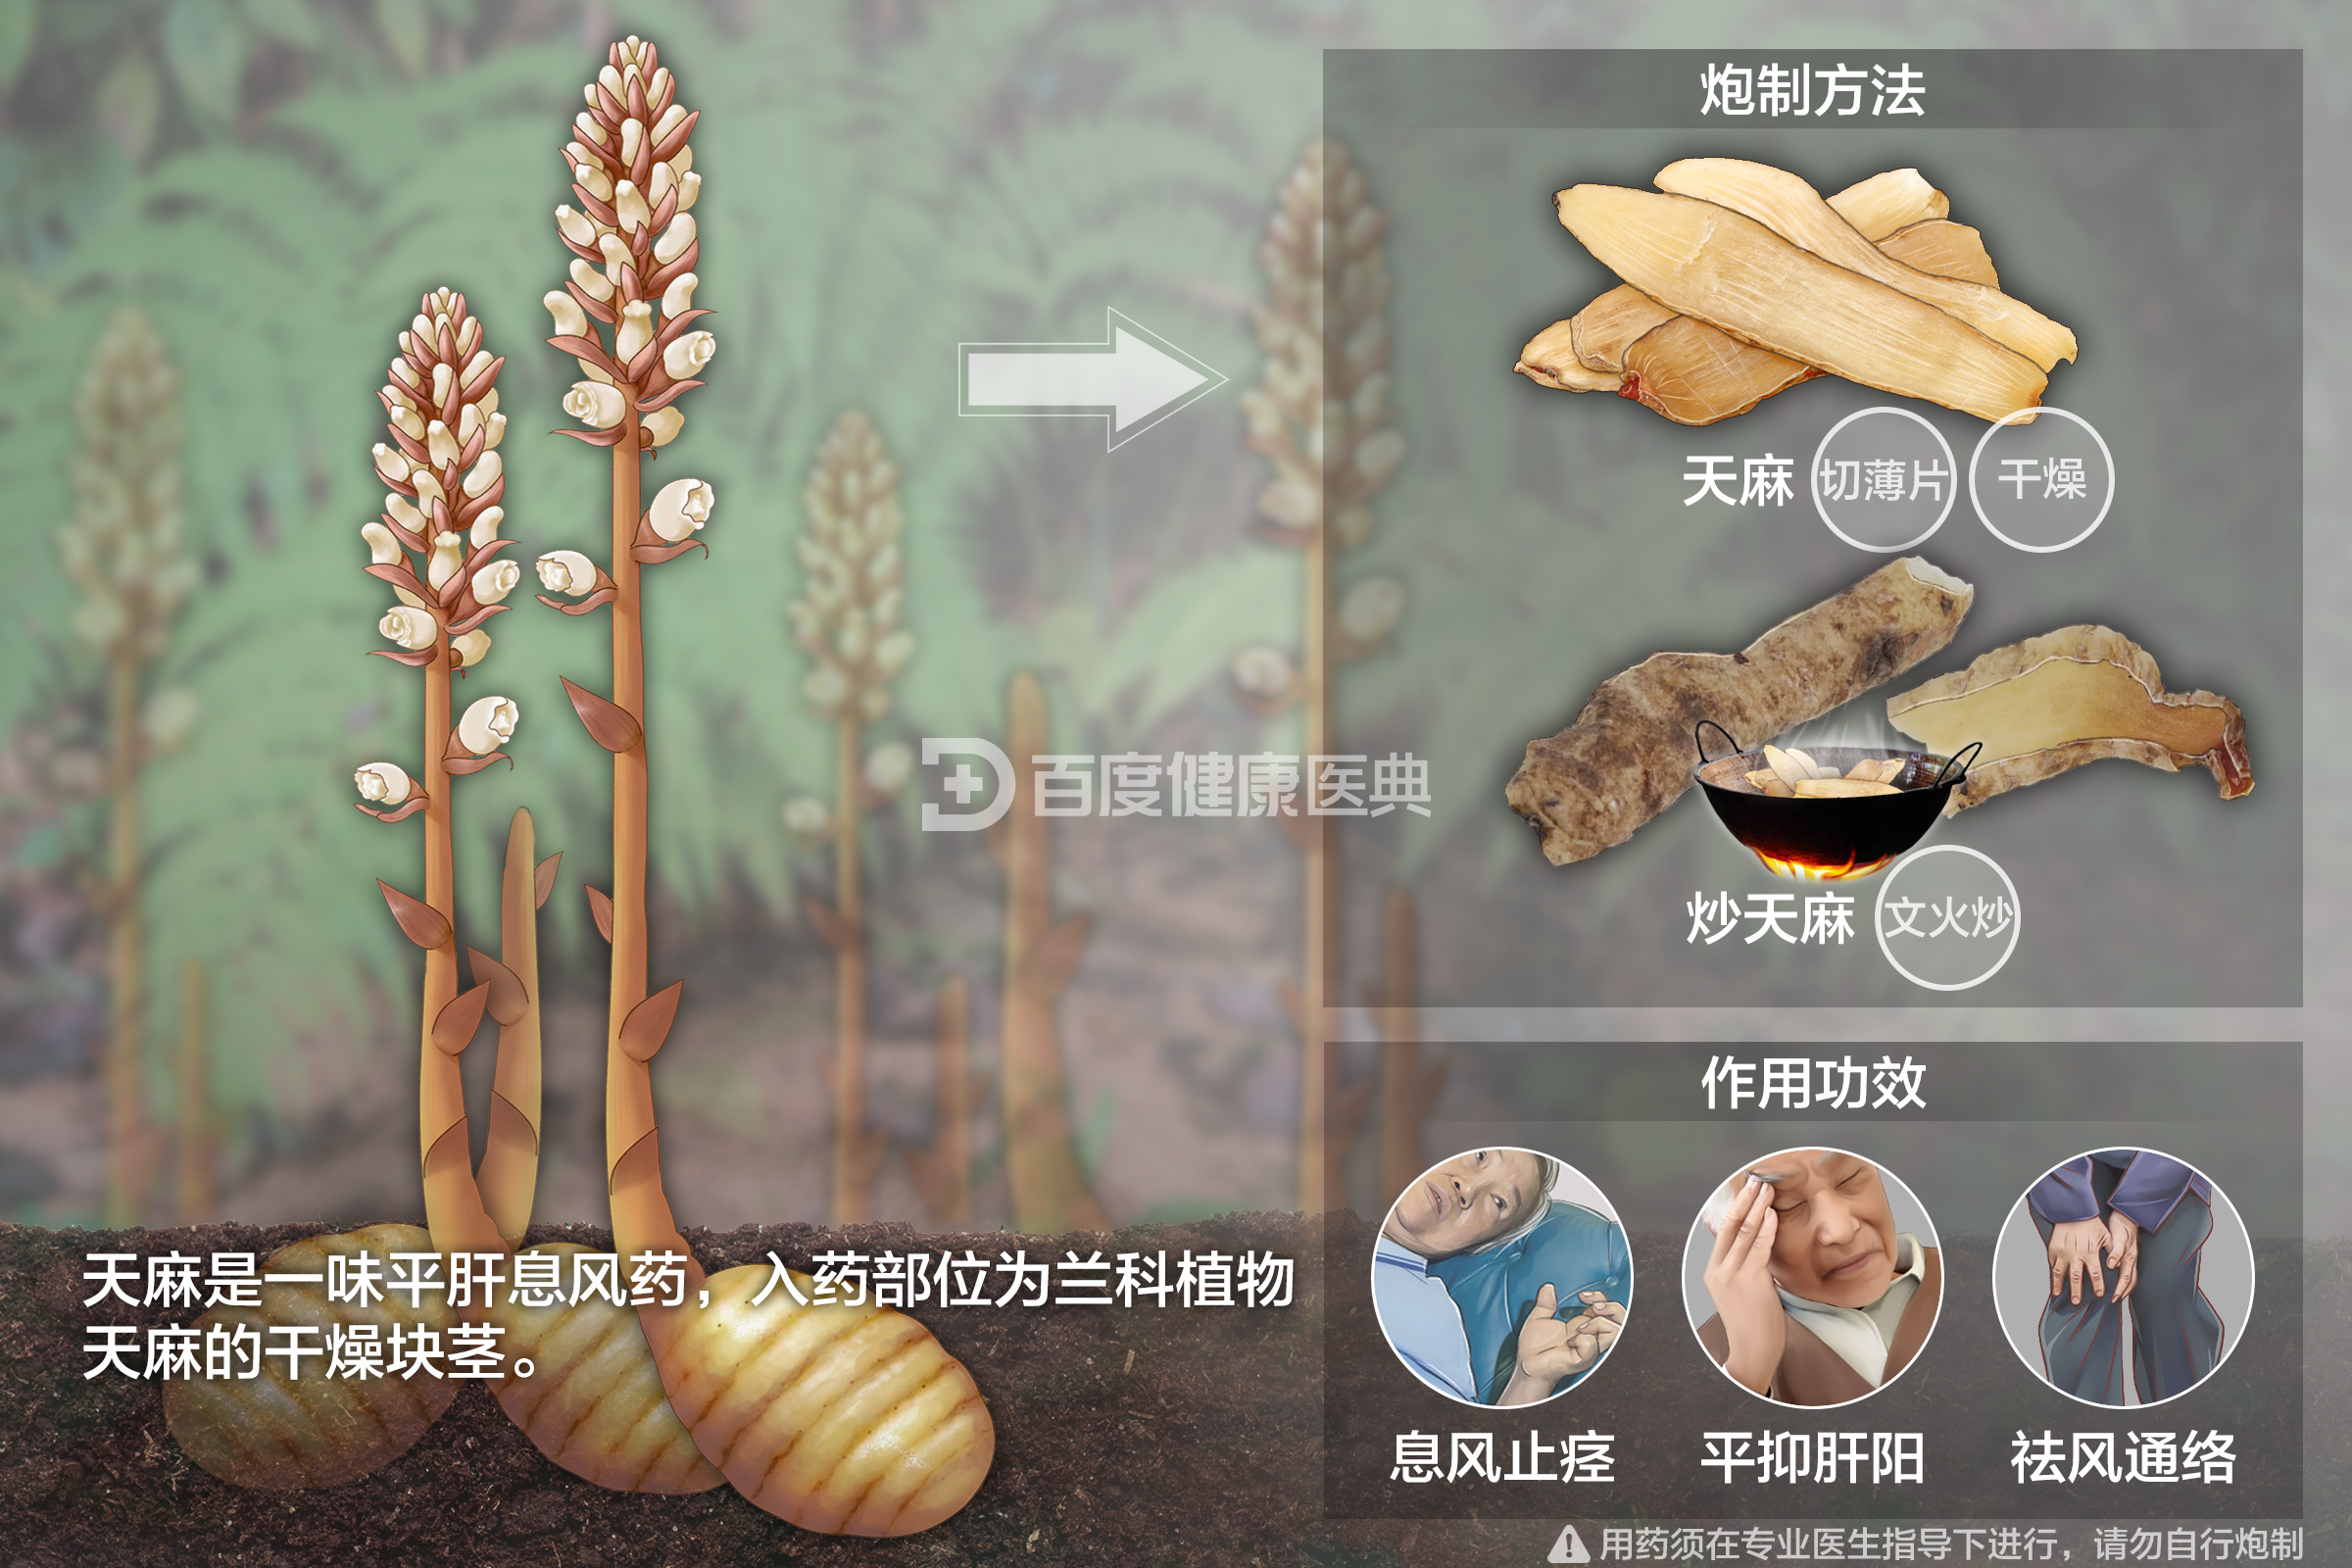 炮制方法
天麻 切薄片 干燥
百度健康医典
炒天麻 文火炒
作用功效
天麻是一味平肝息风药，入药部位为兰科植物
天麻的干燥块茎。
息风止痉 平抑肝阳 祛风通络
用药须在专业医生指导下进行，请勿自行炮制